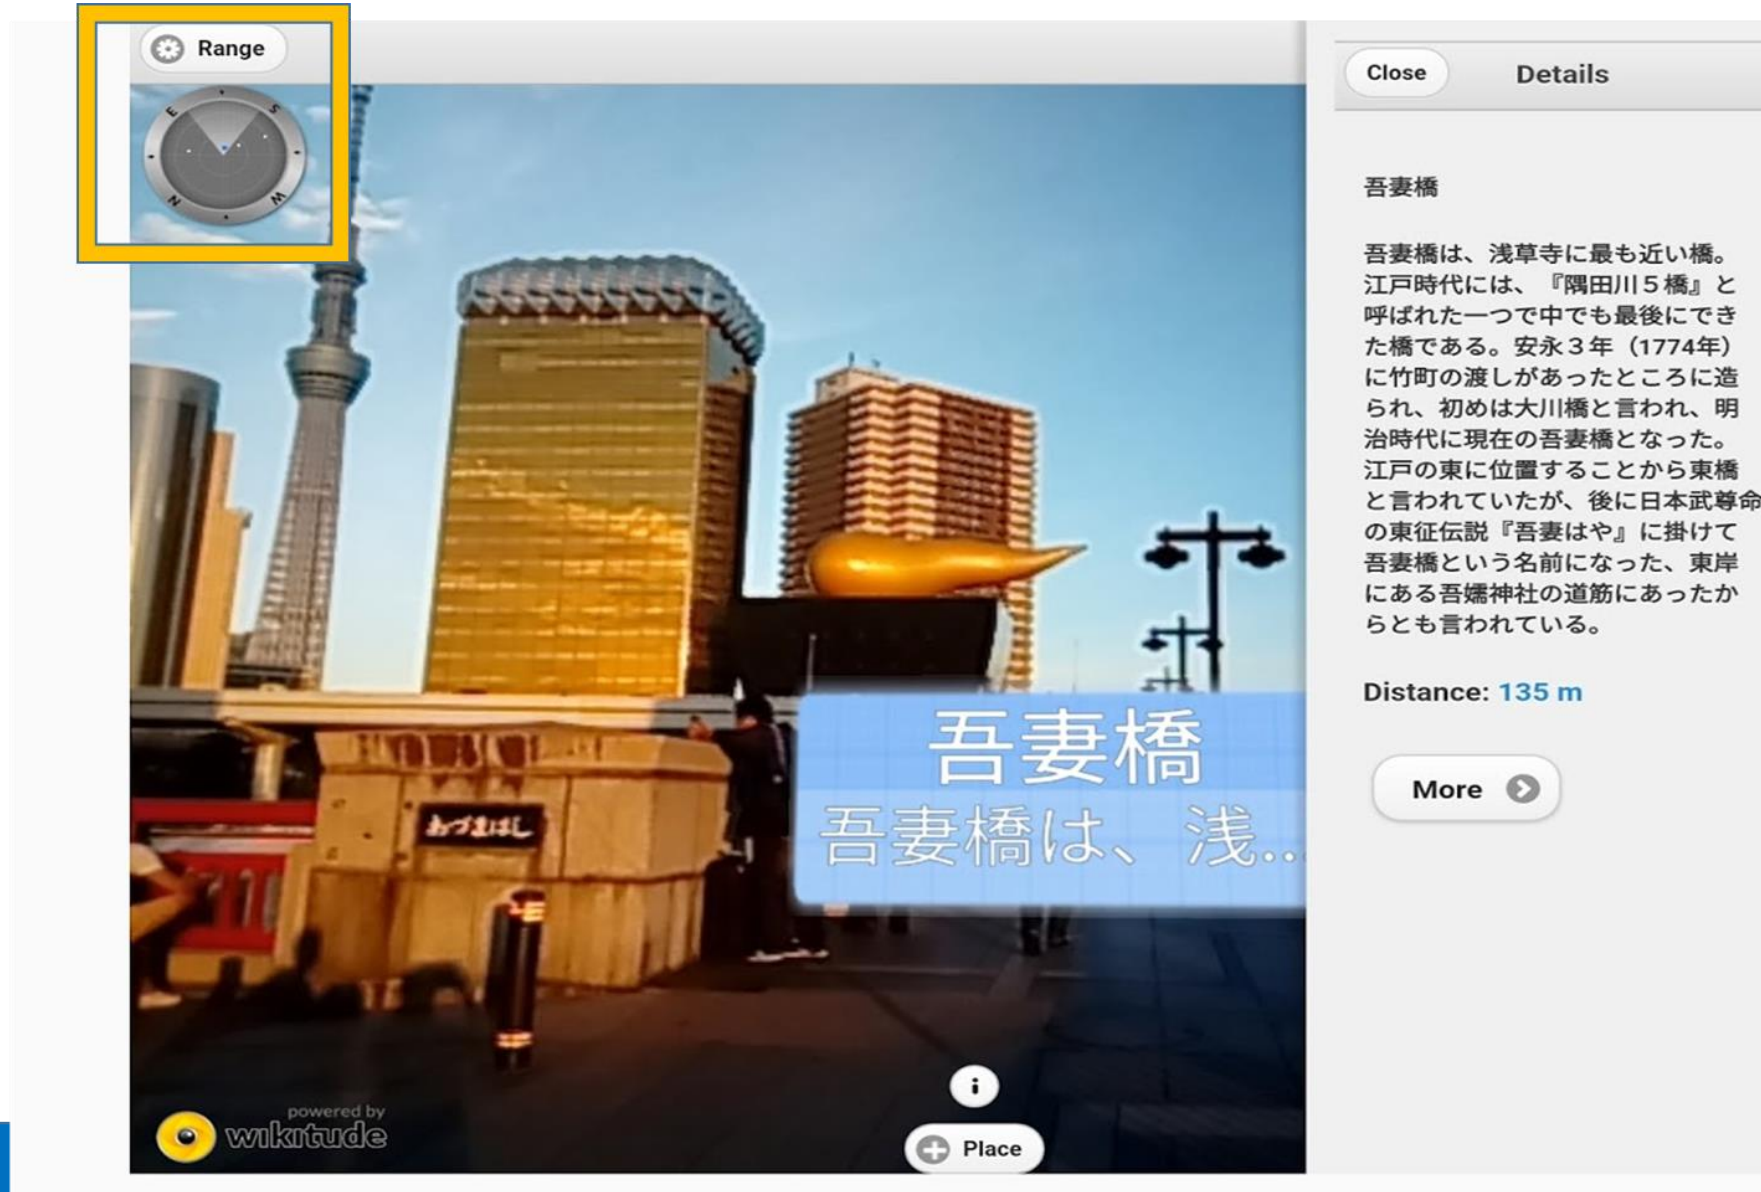 Range
E
S
N
W
吾妻橋
吾妻橋は、浅...
あづまはし
i
Place
powered by
wikitude
Close
Details
吾妻橋
吾妻橋は、浅草寺に最も近い橋。
江戸時代には、『隅田川５橋』と
呼ばれた一つで中でも最後にでき
た橋である。安永３年（1774年）
に竹町の渡しがあったところに造
られ、初めは大川橋と言われ、明
治時代に現在の吾妻橋となった。
江戸の東に位置することから東橋
と言われていたが、後に日本武尊命
の東征伝説『吾妻はや』に掛けて
吾妻橋という名前になった、東岸
にある吾嬬神社の道筋にあったか
らとも言われている。
Distance: 135 m
More